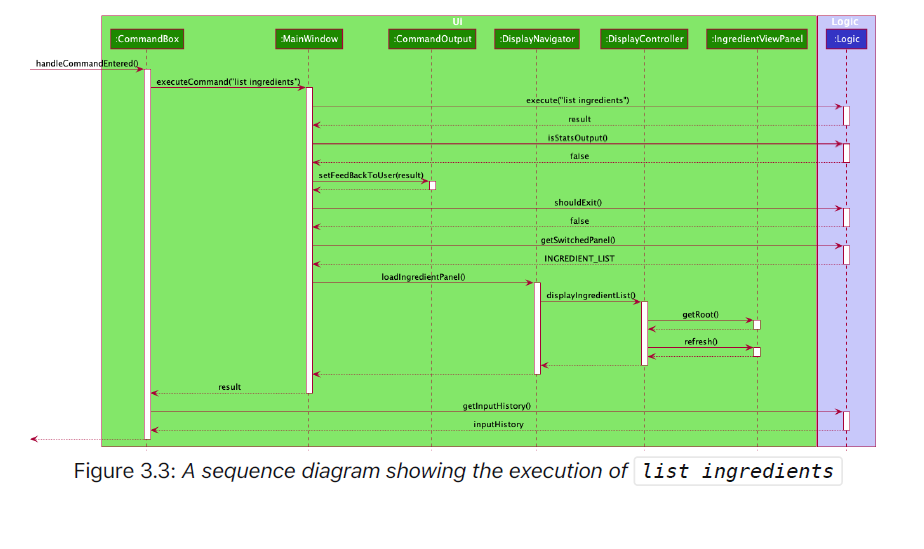 UI
Logic
:CommandBox
:MainWindow
:CommandOutput
:DisplayNavigator
:DisplayController
:IngredientViewPanel
:Logic
handleCommandEntered()
executeCommand("list ingredients")
execute("list ingredients")
result
isStatsOutput()
false
setFeedBackToUser(result)
shouldExit()
false
getSwitchedPanel()
INGREDIENT_LIST
loadIngredientPanel()
displayIngredientList()
getRoot()
refresh()
result
getInputHistory()
inputHistory
Figure 3.3: A sequence diagram showing the execution of list ingredients